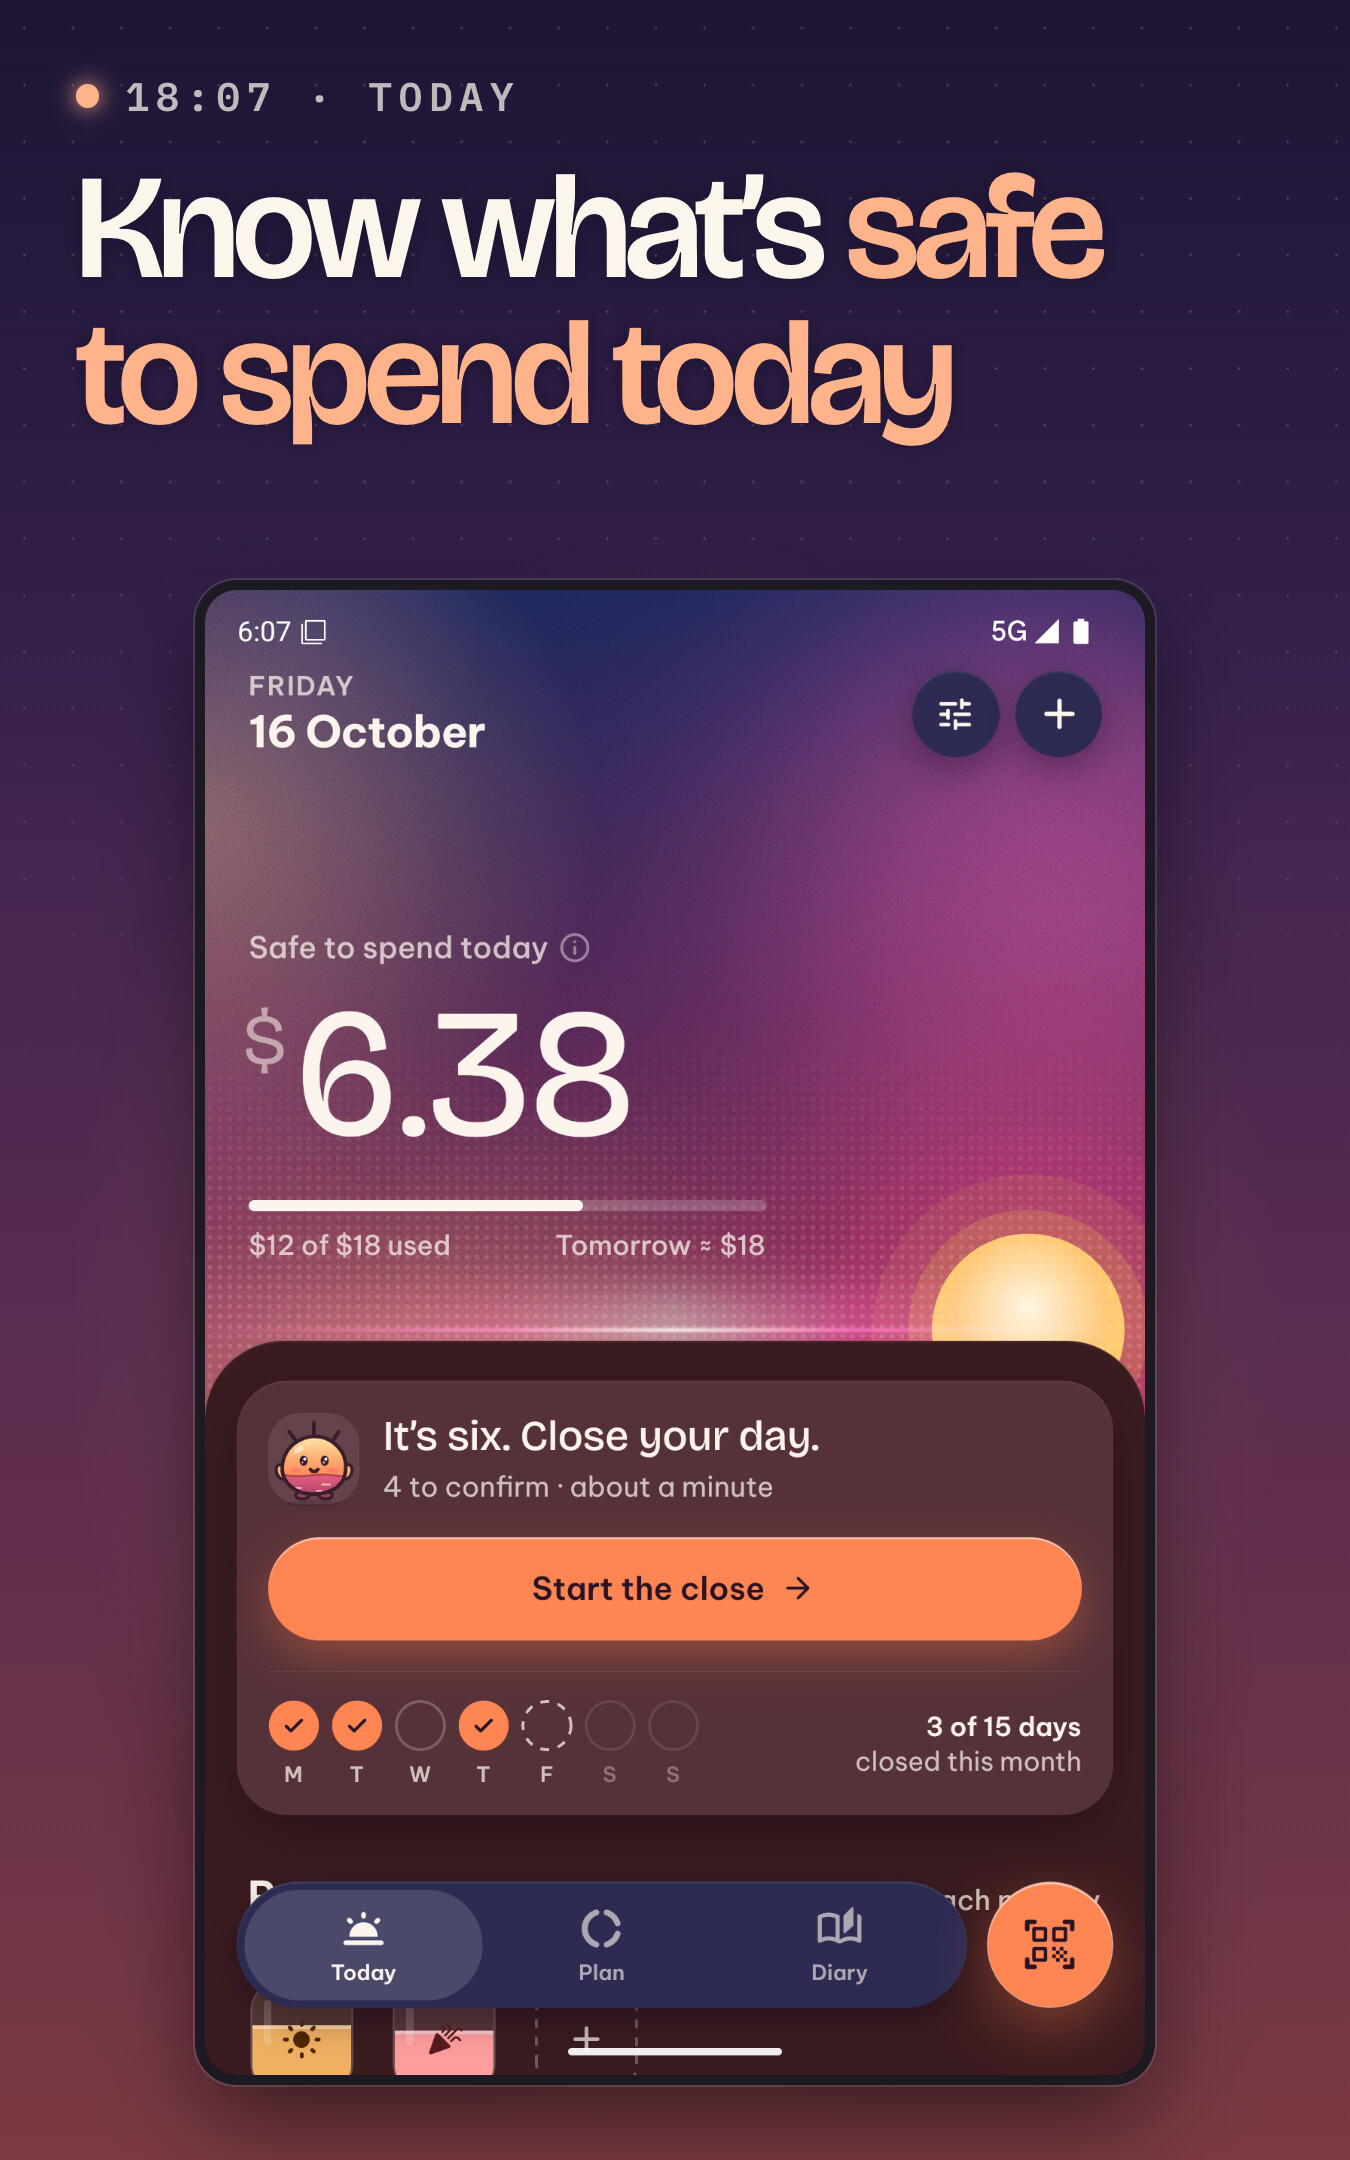 18:07 · TODAY
Know what's safe
to spend today
6:07 5G
FRIDAY
16 October
Safe to spend today
$6.38
$12 of $18 used Tomorrow ≈ $18
It's six. Close your day.
4 to confirm · about a minute
Start the close →
M T W T F S S
3 of 15 days
closed this month
Today Plan Diary